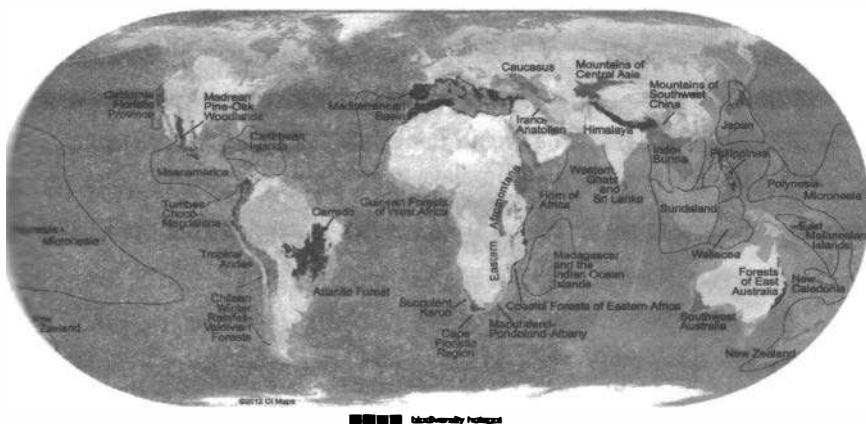 Caucasus
Mountains of
Central Asia
Mountains of
Southwest
China
California
Floristic
Province
Madrean
Pine-Oak
Woodlands
Mediterranean
Basin
Irano-
Anatolian
Himalaya
Japan
Caribbean
Islands
Indo-
Burma
Philippines
Mesoamerica
Western
Ghats
and
Sri Lanka
Horn of
Africa
Polynesia-
Micronesia
Tumbes-
Chocó-
Magdalena
Cerrado
Guinean Forests
of West Africa
Eastern Afromontane
Sundaland
East
Melanesian
Islands
Micronesia
Wallacea
Tropical
Andes
Madagascar
and the
Indian Ocean
Islands
Forests
of East
Australia
New
Caledonia
Atlantic Forest
Chilean
Winter
Rainfall-
Valdivian
Forests
Succulent
Karoo
Coastal Forests of Eastern Africa
Southwest
Australia
Zealand
Cape
Floristic
Region
Maputaland-
Pondoland-Albany
New Zealand
©2012 CI Maps
biodiversity hotspot